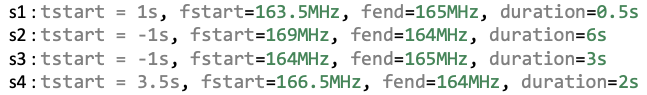 s1:tstart = 1s, fstart=163.5MHz, fend=165MHz, duration=0.5s
s2:tstart = -1s, fstart=169MHz, fend=164MHz, duration=6s
s3:tstart = -1s, fstart=164MHz, fend=165MHz, duration=3s
s4:tstart = 3.5s, fstart=166.5MHz, fend=164MHz, duration=2s